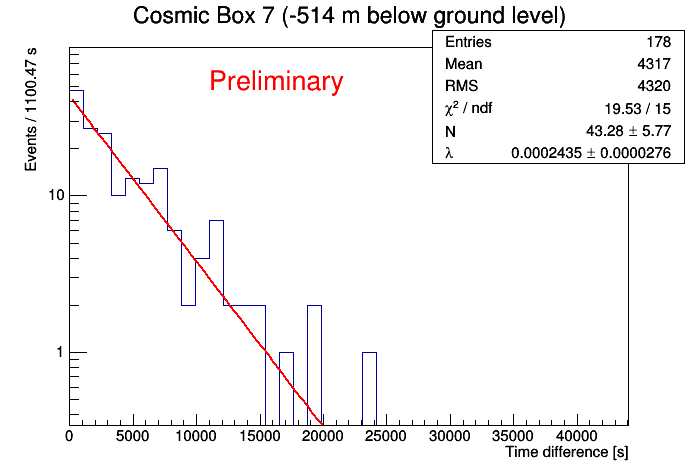 Cosmic Box 7 (-514 m below ground level)
Entries 178
Mean 4317
RMS 4320
χ² / ndf 19.53 / 15
N 43.28 ± 5.77
λ 0.0002435 ± 0.0000276
Preliminary
Events / 1100.47 s
10
1
0 5000 10000 15000 20000 25000 30000 35000 40000
Time difference [s]